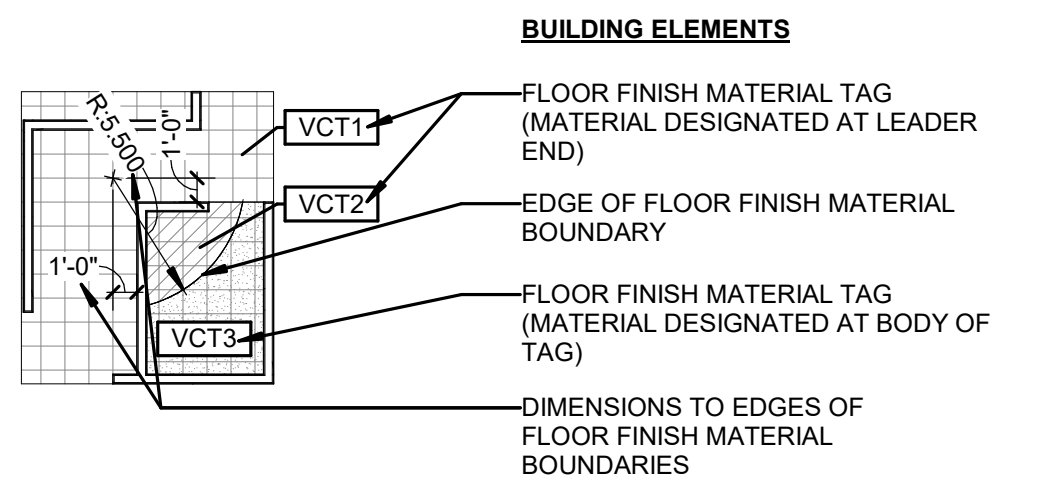 BUILDING ELEMENTS
FLOOR FINISH MATERIAL TAG
(MATERIAL DESIGNATED AT LEADER
END)
EDGE OF FLOOR FINISH MATERIAL
BOUNDARY
FLOOR FINISH MATERIAL TAG
(MATERIAL DESIGNATED AT BODY OF
TAG)
DIMENSIONS TO EDGES OF
FLOOR FINISH MATERIAL
BOUNDARIES
R:5.500
1'-0"
VCT1
VCT2
1'-0"
VCT3